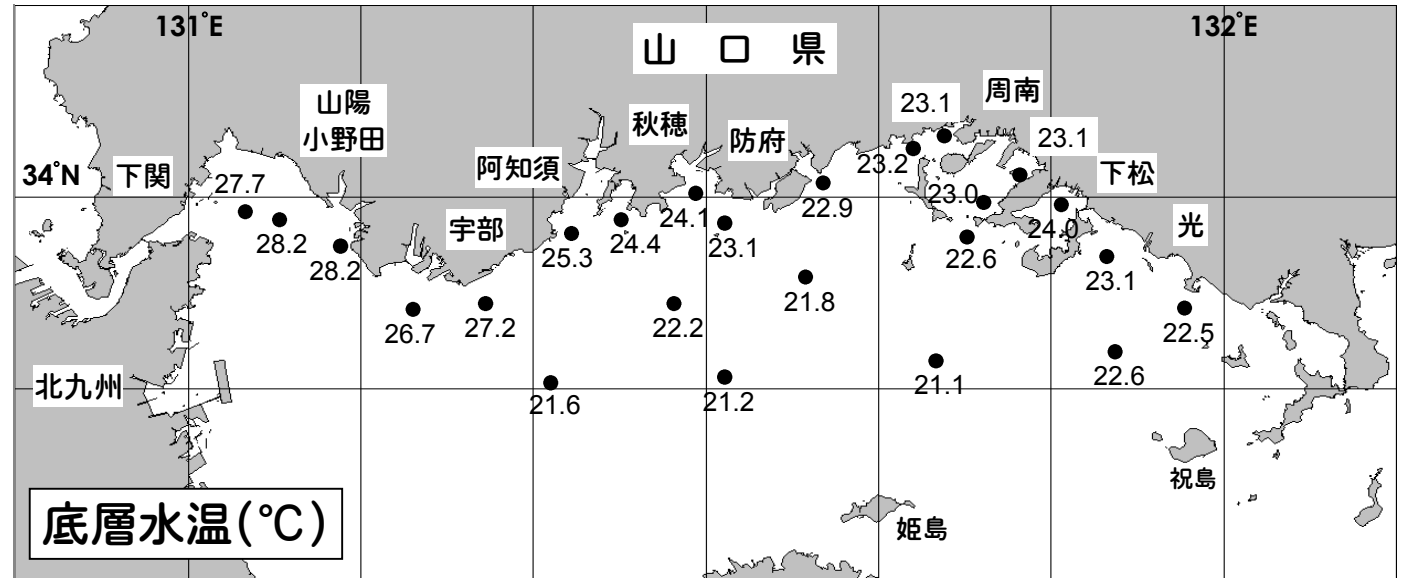 131°E
132°E
山 口 県
山陽
小野田
秋穂
防府
23.1
周南
23.1
34°N
下関
27.7
阿知須
23.2
下松
28.2
宇部
24.1
22.9
23.0
24.0
光
28.2
25.3
24.4
23.1
22.6
23.1
26.7
27.2
22.2
21.8
22.5
北九州
21.6
21.2
21.1
22.6
祝島
姫島
底層水温(℃)